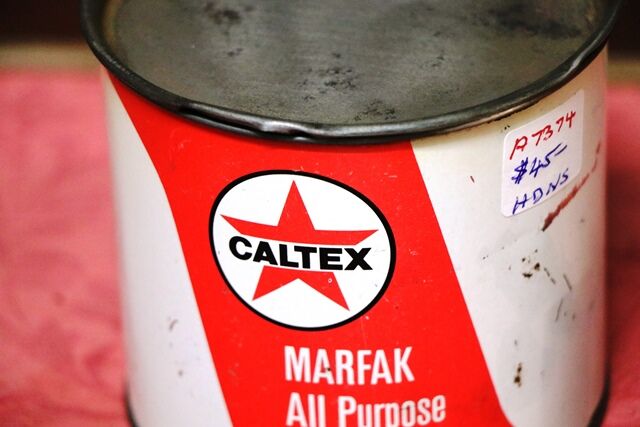 A7374
$45-
HDNS
CALTEX
MARFAK
All Purpose